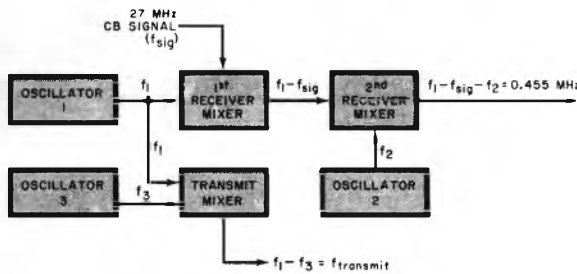 27 MHz
CB SIGNAL
(fsig)
OSCILLATOR
1
f1
1st
RECEIVER
MIXER
f1-fsig
2nd
RECEIVER
MIXER
f1-fsig-f2=0.455 MHz
f1
f2
OSCILLATOR
3
f3
TRANSMIT
MIXER
OSCILLATOR
2
f1-f3 = ftransmit